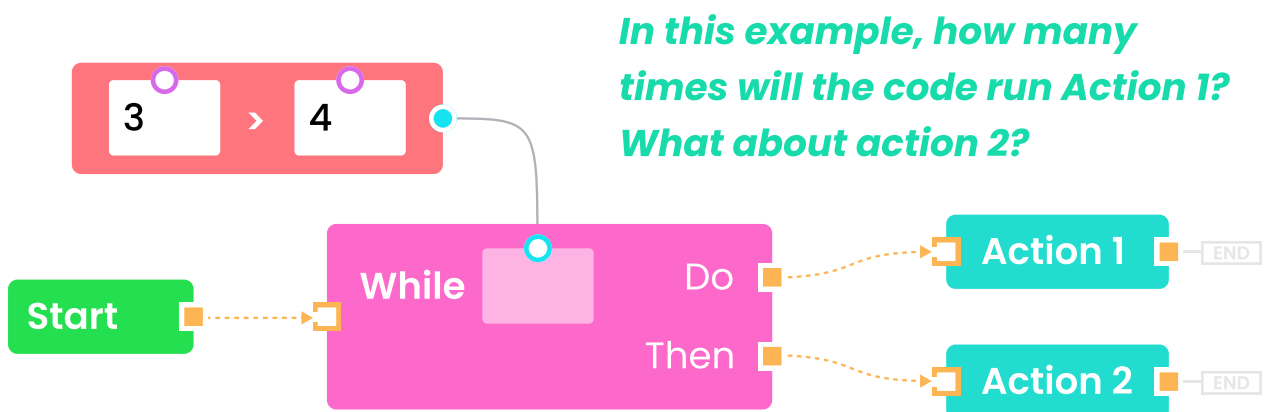 In this example, how many
times will the code run Action 1?
What about action 2?
3 > 4
While
Do
Then
Start
Action 1
END
Action 2
END